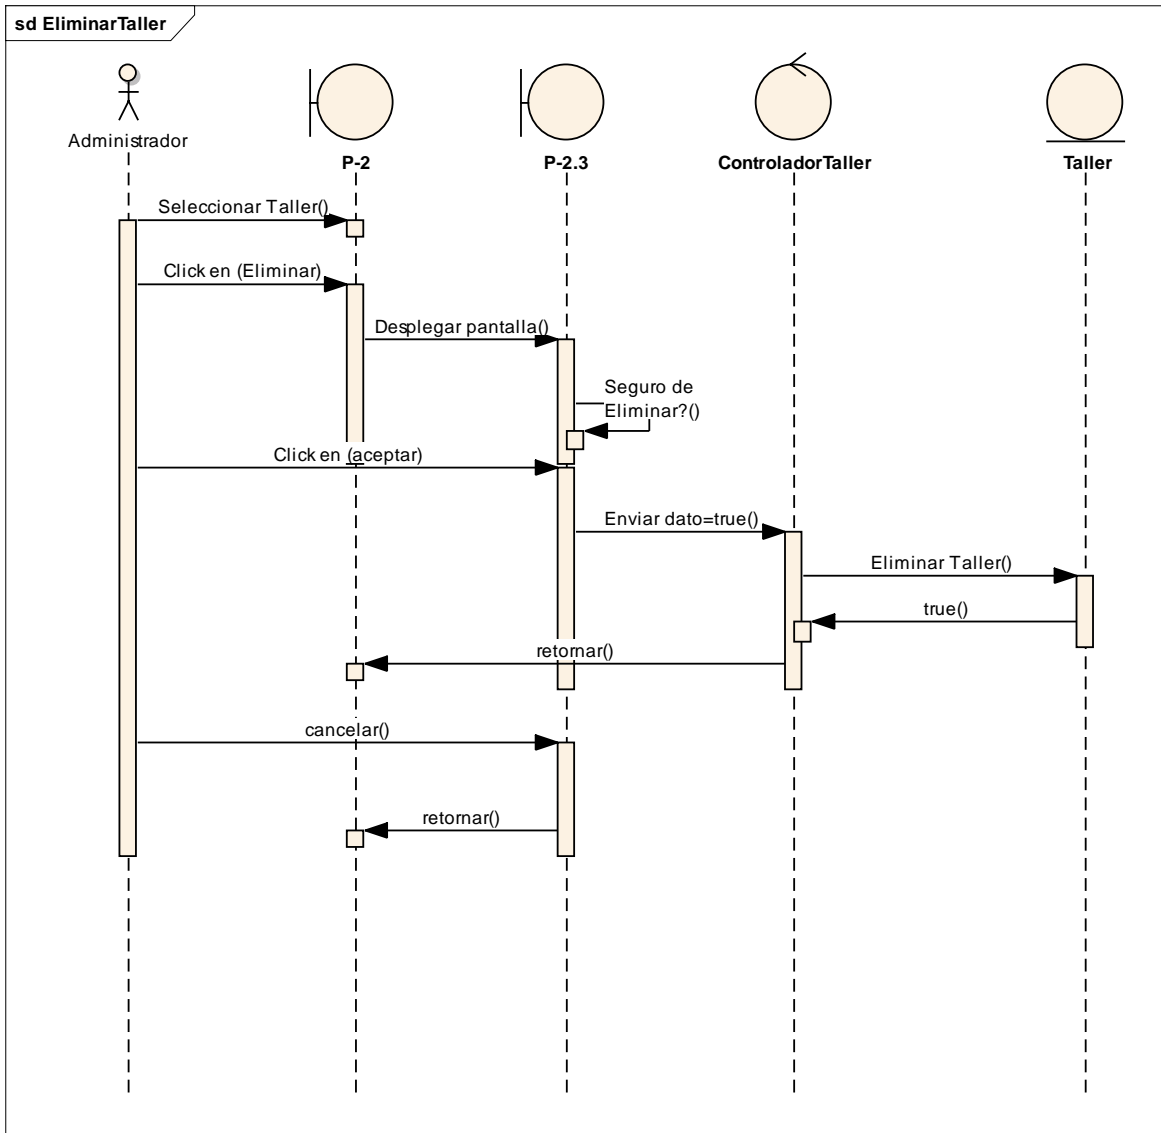 sd EliminarTaller
Administrador
P-2
P-2.3
ControladorTaller
Taller
Seleccionar Taller()
Click en (Eliminar)
Desplegar pantalla()
Seguro de
Eliminar?()
Click en (aceptar)
Enviar dato=true()
Eliminar Taller()
true()
retornar()
cancelar()
retornar()